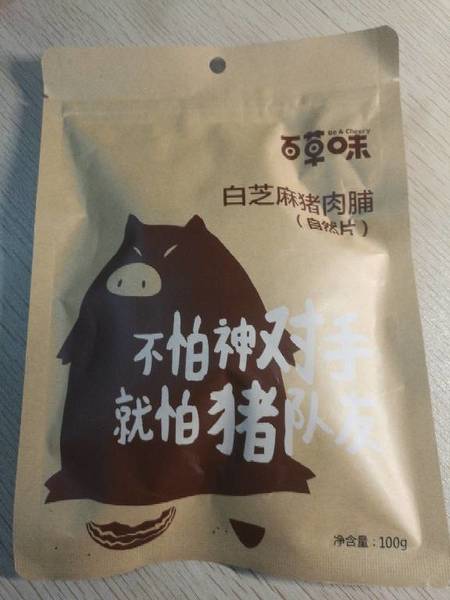 Be & Cheery
百草味
白芝麻猪肉脯
（自然片）
不怕神对手
就怕猪队友
净含量：100g